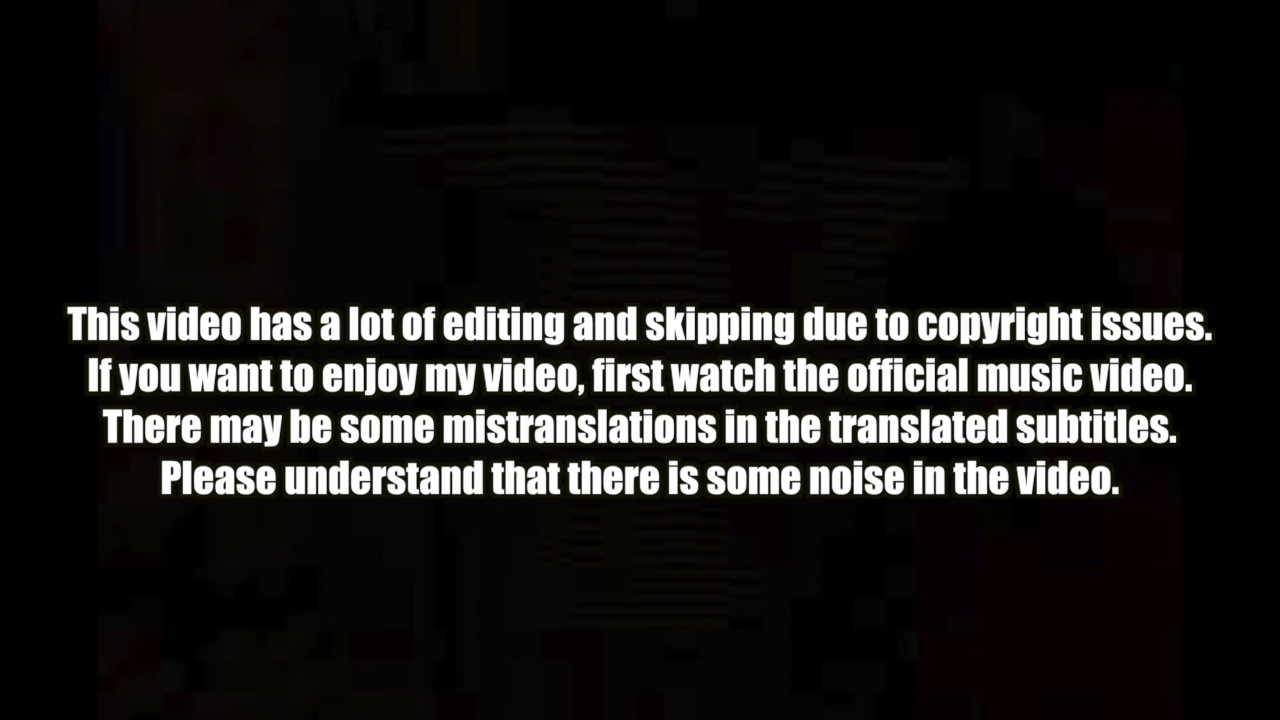 This video has a lot of editing and skipping due to copyright issues.
If you want to enjoy my video, first watch the official music video.
There may be some mistranslations in the translated subtitles.
Please understand that there is some noise in the video.